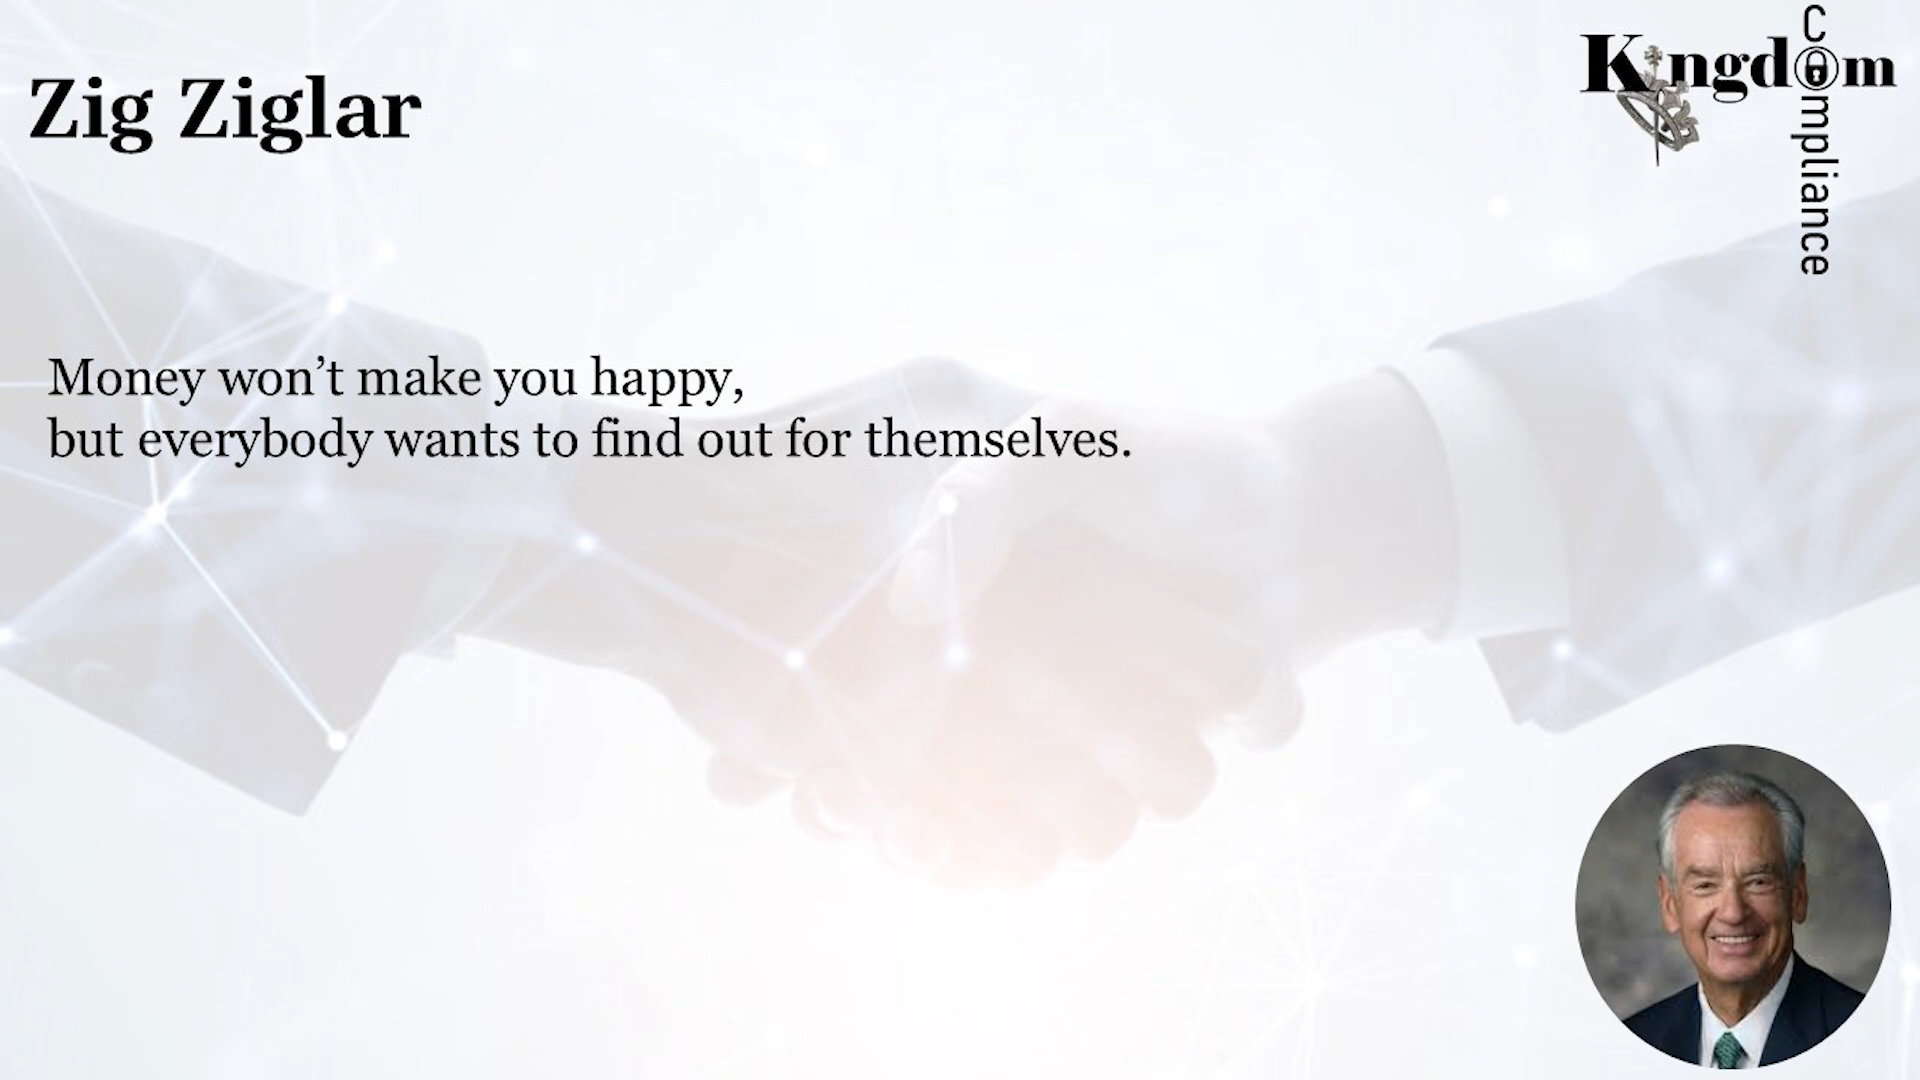 Zig Ziglar
Kingdom
Compliance
Money won’t make you happy,
but everybody wants to find out for themselves.